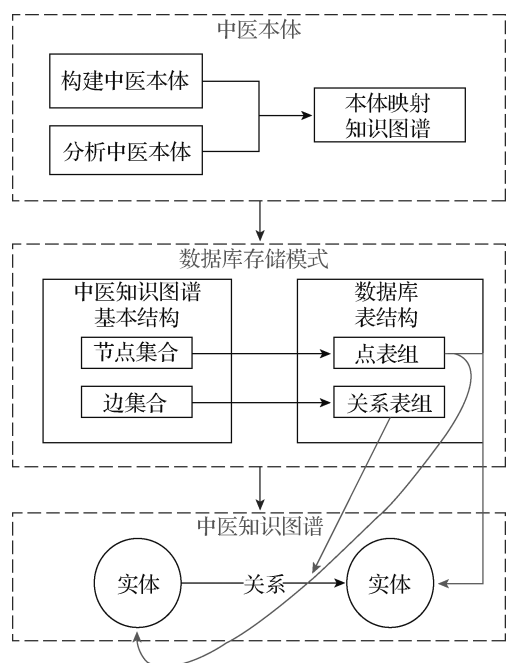 中医本体
构建中医本体
分析中医本体
本体映射
知识图谱
数据库存储模式
中医知识图谱
基本结构
节点集合
边集合
数据库
表结构
点表组
关系表组
中医知识图谱
实体
关系
实体